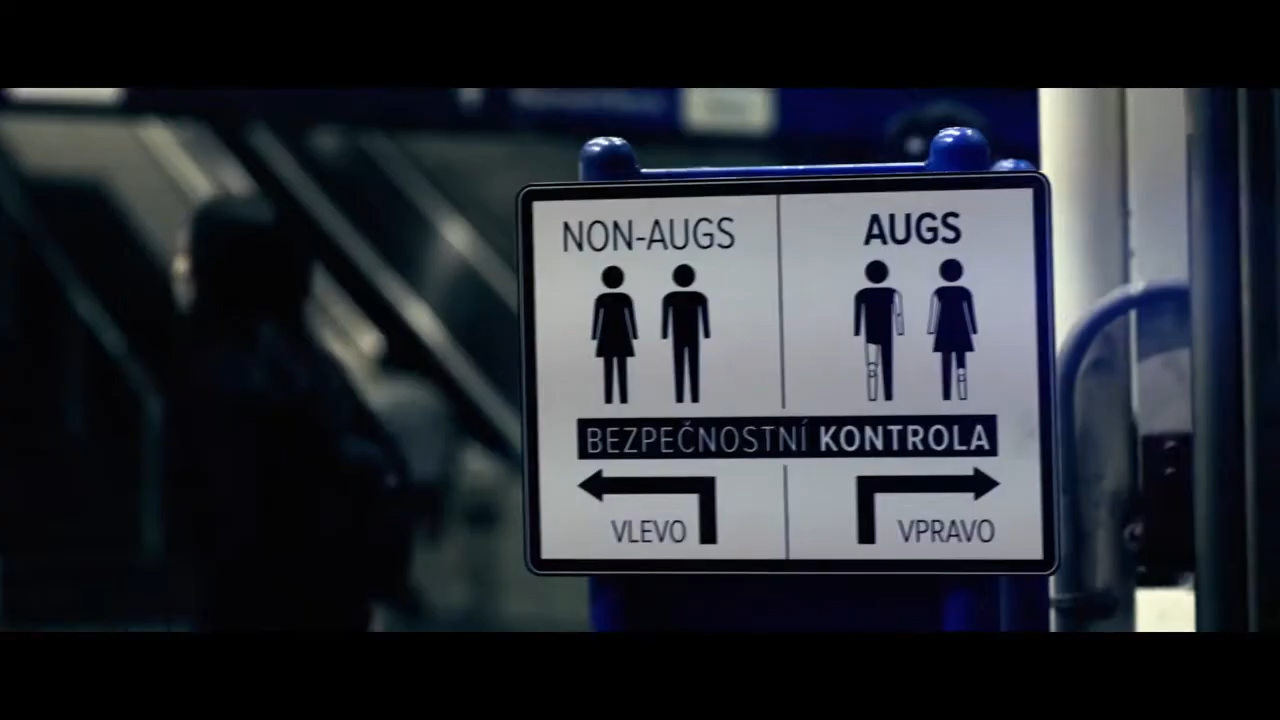 NON-AUGS
AUGS
BEZPEČNOSTNÍ KONTROLA
VLEVO
VPRAVO